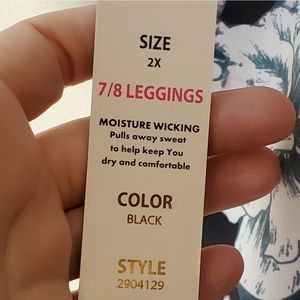 SIZE
2X
7/8 LEGGINGS
MOISTURE WICKING
Pulls away sweat
to help keep You
dry and comfortable
COLOR
BLACK
STYLE
2904129